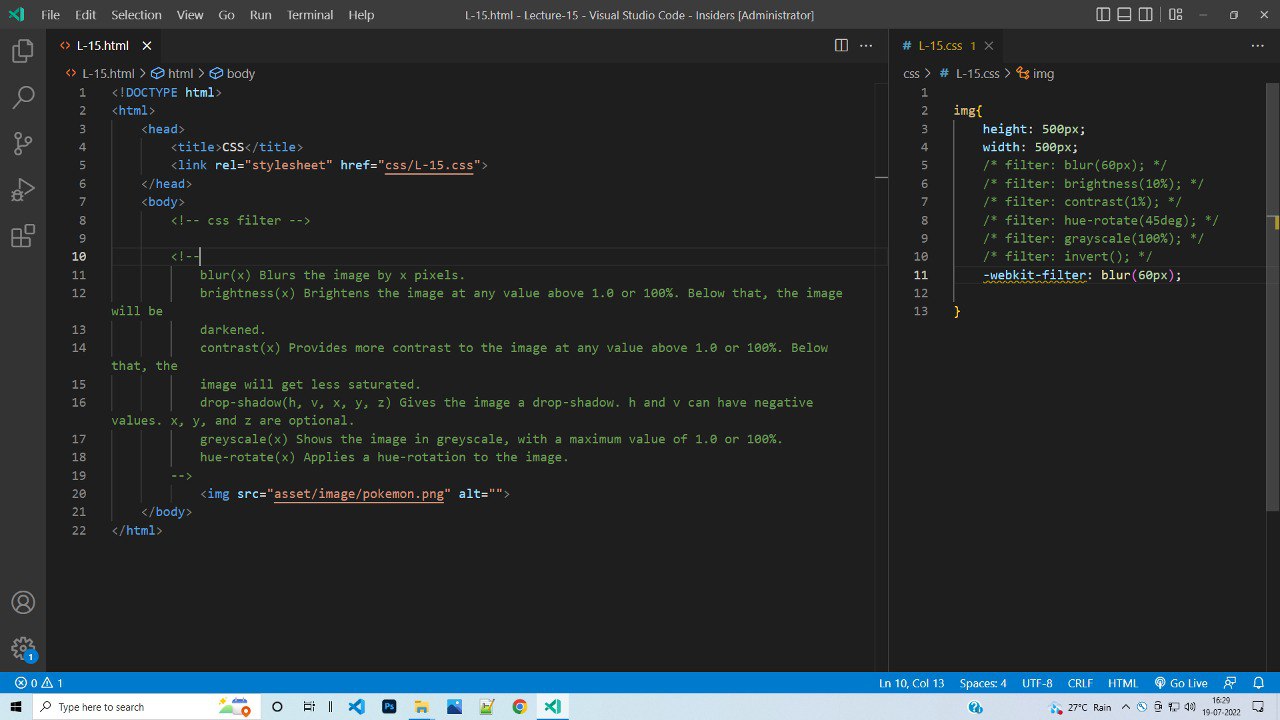 File Edit Selection View Go Run Terminal Help L-15.html - Lecture-15 - Visual Studio Code - Insiders [Administrator]
L-15.html
L-15.html > html > body
1 <!DOCTYPE html>
2 <html>
3 <head>
4 <title>CSS</title>
5 <link rel="stylesheet" href="css/L-15.css">
6 </head>
7 <body>
8 <!-- css filter -->
9
10 <!--
11 blur(x) Blurs the image by x pixels.
12 brightness(x) Brightens the image at any value above 1.0 or 100%. Below that, the image
will be
13 darkened.
14 contrast(x) Provides more contrast to the image at any value above 1.0 or 100%. Below
that, the
15 image will get less saturated.
16 drop-shadow(h, v, x, y, z) Gives the image a drop-shadow. h and v can have negative
values. x, y, and z are optional.
17 greyscale(x) Shows the image in greyscale, with a maximum value of 1.0 or 100%.
18 hue-rotate(x) Applies a hue-rotation to the image.
19 -->
20 <img src="asset/image/pokemon.png" alt="">
21 </body>
22 </html>
# L-15.css 1
css > # L-15.css > img
1
2 img{
3 height: 500px;
4 width: 500px;
5 /* filter: blur(60px); */
6 /* filter: brightness(10%); */
7 /* filter: contrast(1%); */
8 /* filter: hue-rotate(45deg); */
9 /* filter: grayscale(100%); */
10 /* filter: invert(); */
11 -webkit-filter: blur(60px);
12
13 }
1
0 1 Ln 10, Col 13 Spaces: 4 UTF-8 CRLF HTML Go Live
Type here to search 27°C Rain 16:29
19-07-2022